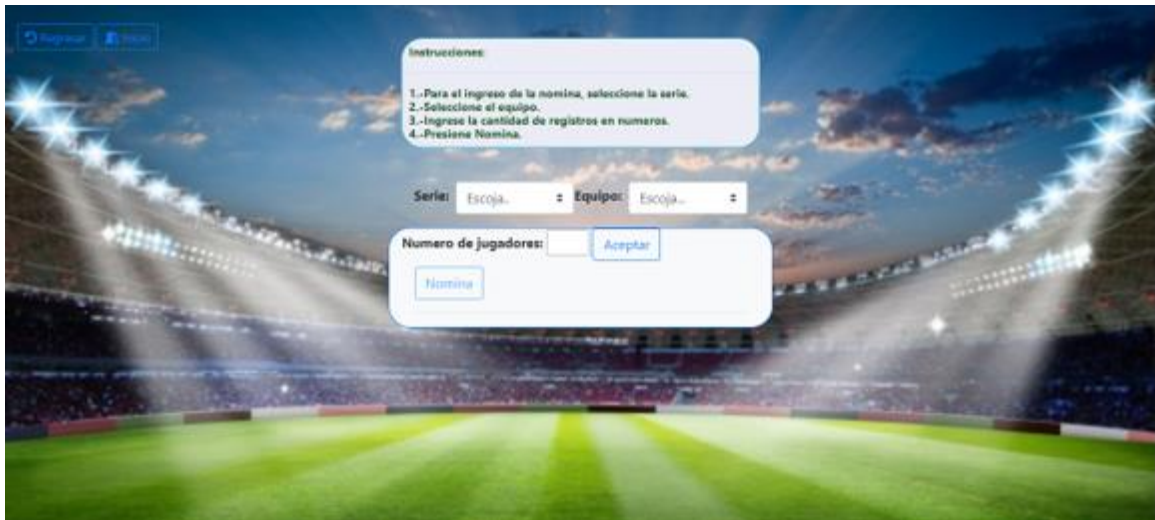 Regresar Inicio
Instrucciones:
1.-Para el ingreso de la nomina, seleccione la serie.
2.-Seleccione el equipo.
3.-Ingrese la cantidad de registros en numeros.
4.-Presione Nomina.
Serie: Escoja... Equipo: Escoja...
Numero de jugadores: Aceptar
Nomina